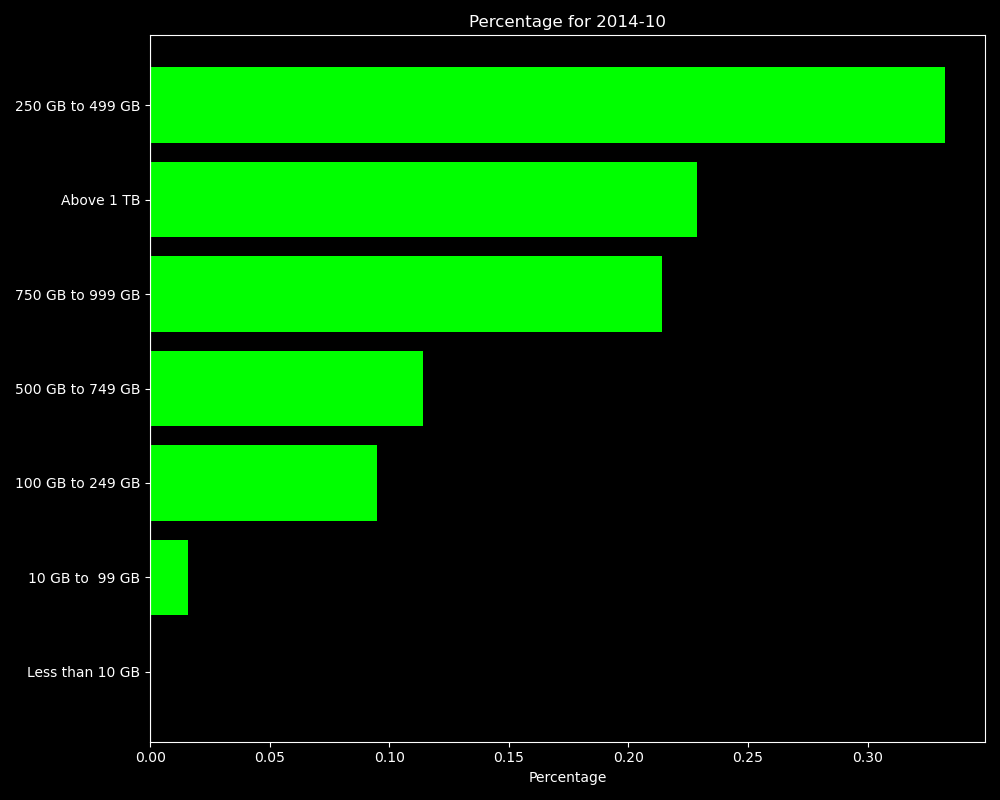 Percentage for 2014-10
250 GB to 499 GB
Above 1 TB
750 GB to 999 GB
500 GB to 749 GB
100 GB to 249 GB
10 GB to  99 GB
Less than 10 GB
0.00 0.05 0.10 0.15 0.20 0.25 0.30
Percentage